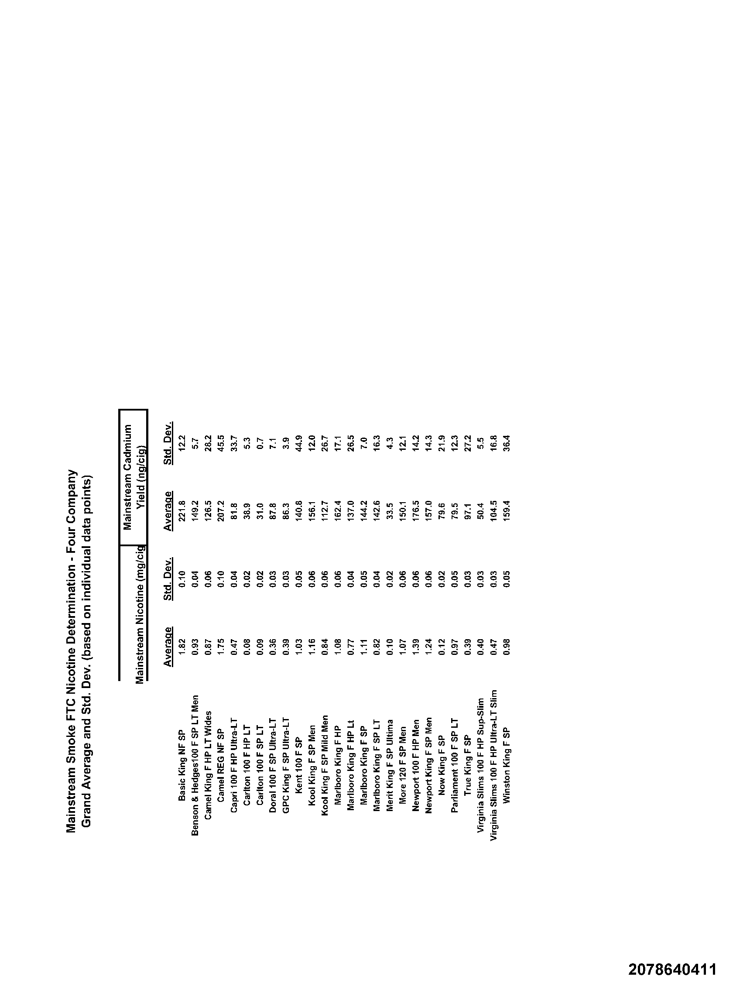 Mainstream Smoke FTC Nicotine Determination - Four Company
Grand Average and Std. Dev. (based on individual data points)
Mainstream Nicotine (mg/cig Mainstream Cadmium
Yield (ng/cig)
Average Std. Dev. Average Std. Dev.
Basic King NF SP 1.82 0.10 221.8 12.2
Benson & Hedges100 F SP LT Men 0.93 0.04 149.2 5.7
Camel King F HP LT Wides 0.87 0.06 126.5 28.2
Camel REG NF SP 1.75 0.10 207.2 45.5
Capri 100 F HP Ultra-LT 0.47 0.04 81.8 33.7
Carlton 100 F HP LT 0.08 0.02 38.9 5.3
Carlton 100 F SP LT 0.09 0.02 31.0 0.7
Doral 100 F SP Ultra-LT 0.36 0.03 87.8 7.1
GPC King F SP Ultra-LT 0.39 0.03 86.3 3.9
Kent 100 F SP 1.03 0.05 140.8 44.9
Kool King F SP Men 1.16 0.06 156.1 12.0
Kool King F SP Mild Men 0.84 0.06 112.7 26.7
Marlboro King F HP 1.08 0.06 162.4 17.1
Marlboro King F HP Lt 0.77 0.04 137.0 26.5
Marlboro King F SP 1.11 0.05 144.2 7.0
Marlboro King F SP LT 0.82 0.04 142.6 16.3
Merit King F SP Ultima 0.10 0.02 33.5 4.3
More 120 F SP Men 1.07 0.06 150.1 12.1
Newport 100 F HP Men 1.39 0.06 176.5 14.2
Newport King F SP Men 1.24 0.06 157.0 14.3
Now King F SP 0.12 0.02 79.6 21.9
Parliament 100 F SP LT 0.97 0.05 79.5 12.3
True King F SP 0.39 0.03 97.1 27.2
Virginia Slims 100 F HP Sup-Slim 0.40 0.03 50.4 5.5
Virginia Slims 100 F HP Ultra-LT Slim 0.47 0.03 104.5 16.8
Winston King F SP 0.98 0.05 159.4 36.4
2078640411